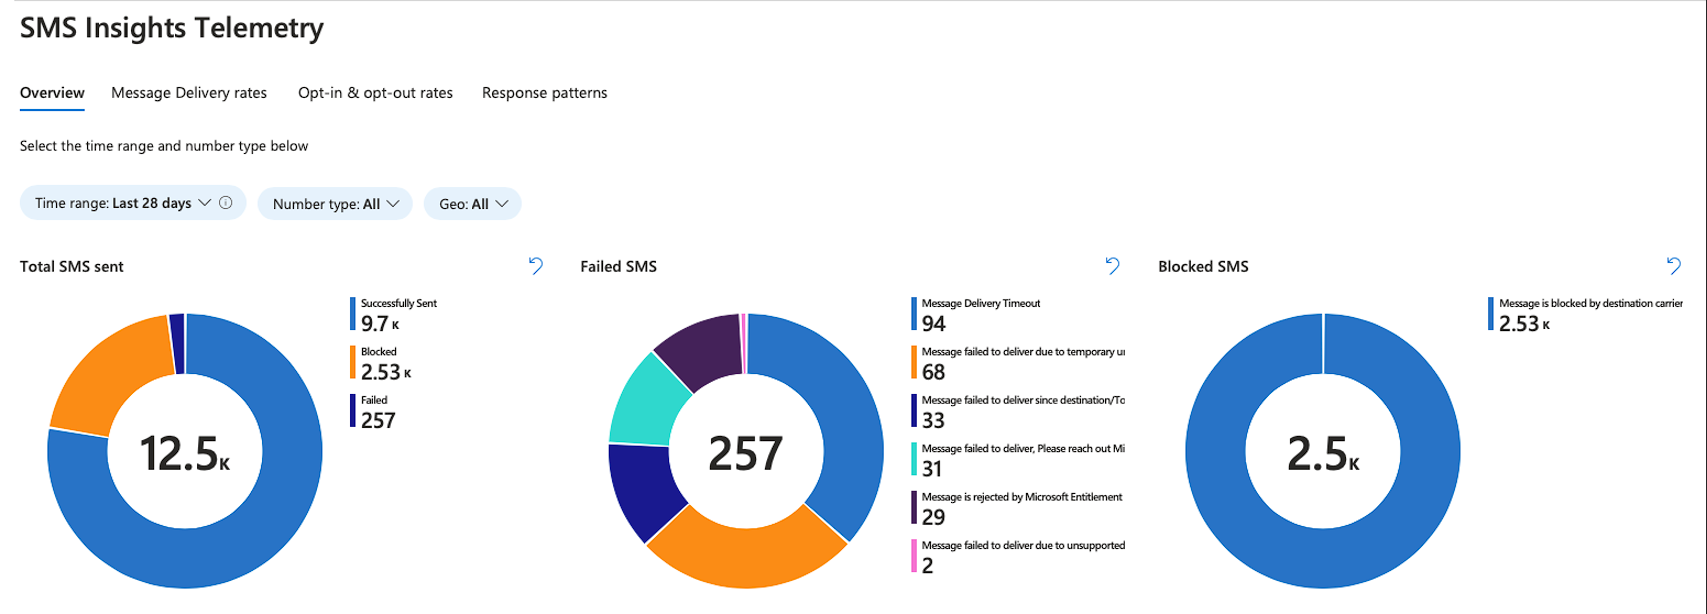 SMS Insights Telemetry
Overview Message Delivery rates Opt-in & opt-out rates Response patterns
Select the time range and number type below
Time range: Last 28 days Number type: All Geo: All
Total SMS sent
12.5 K
Successfully Sent
9.7 K
Blocked
2.53 K
Failed
257
Failed SMS
257
Message Delivery Timeout
94
Message failed to deliver due to temporary
68
Message failed to deliver since destination/To
33
Message failed to deliver, Please reach out Mi
31
Message is rejected by Microsoft Entitlement
29
Message failed to deliver due to unsupported
2
Blocked SMS
2.5 K
Message is blocked by destination carrier
2.53 K